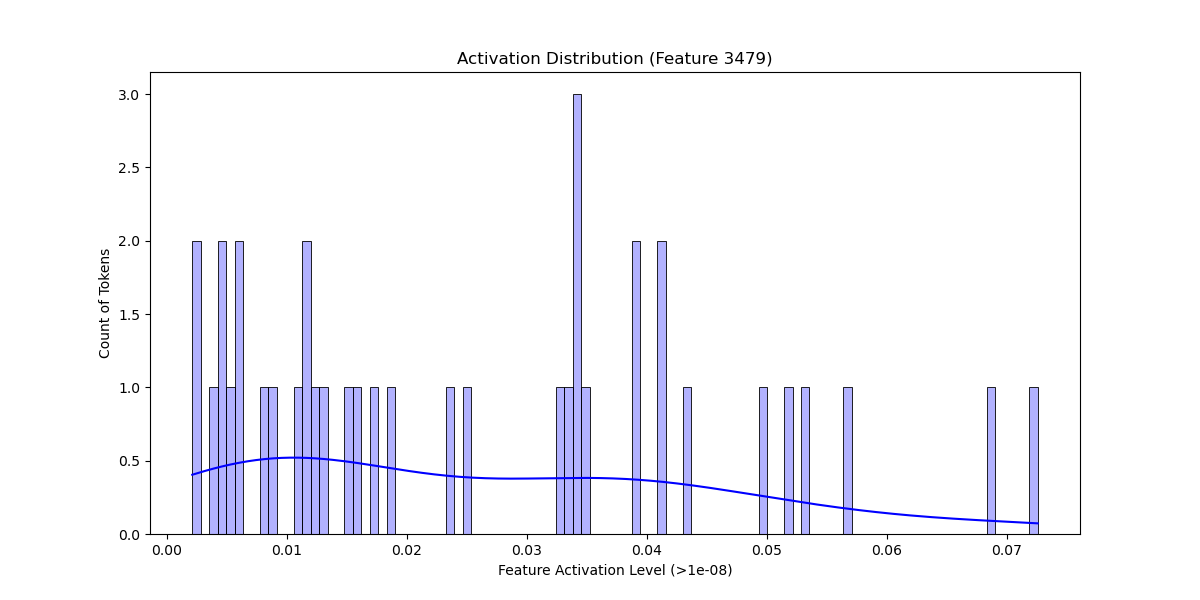 Activation Distribution (Feature 3479)
3.0
2.5
2.0
1.5
1.0
0.5
0.0
Count of Tokens
0.00 0.01 0.02 0.03 0.04 0.05 0.06 0.07
Feature Activation Level (>1e-08)